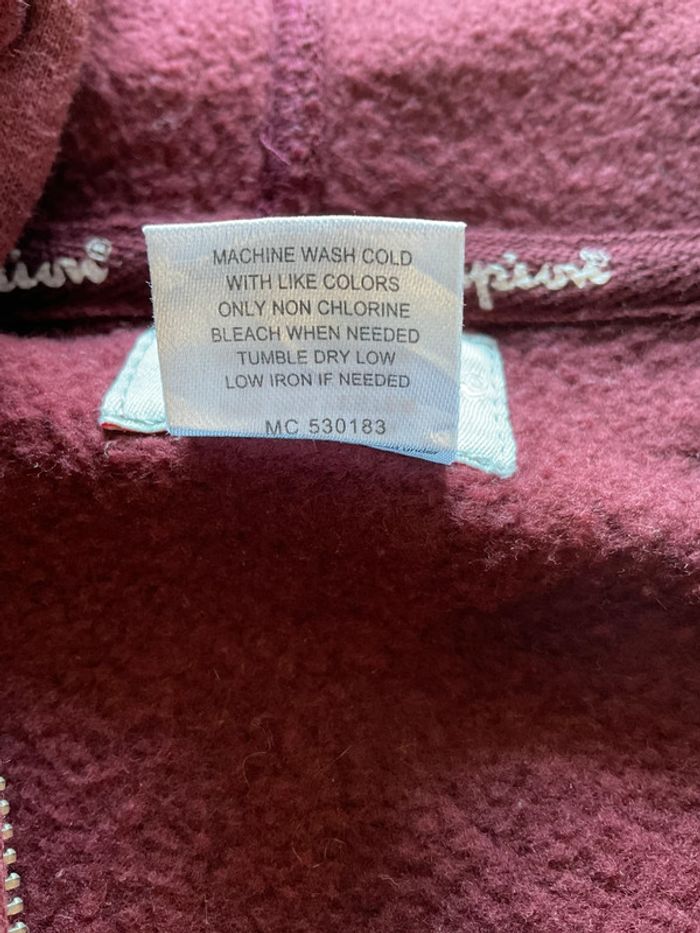 MACHINE WASH COLD
WITH LIKE COLORS
ONLY NON CHLORINE
BLEACH WHEN NEEDED
TUMBLE DRY LOW
LOW IRON IF NEEDED
MC 530183